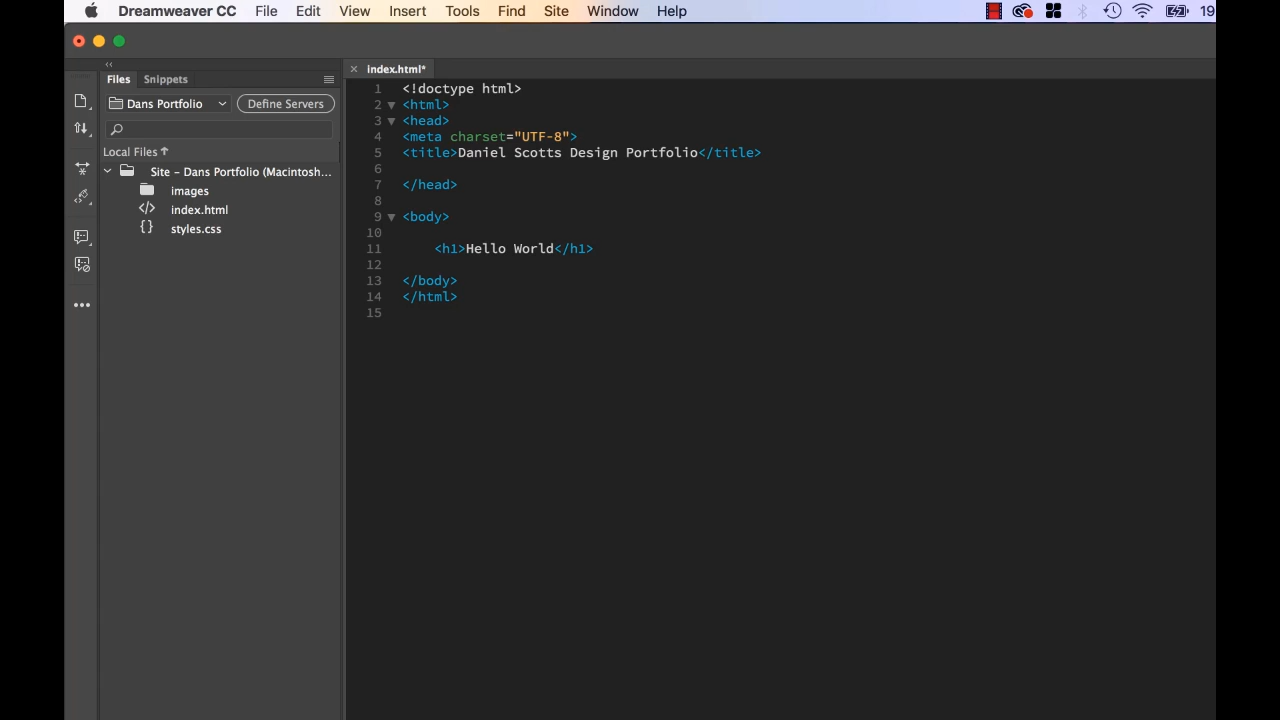 Dreamweaver CC File Edit View Insert Tools Find Site Window Help 19
Files Snippets
index.html*
Dans Portfolio Define Servers
Local Files
Site – Dans Portfolio (Macintosh...
images
index.html
styles.css
1 <!doctype html>
2 <html>
3 <head>
4 <meta charset="UTF-8">
5 <title>Daniel Scotts Design Portfolio</title>
6
7 </head>
8
9 <body>
10
11 <h1>Hello World</h1>
12
13 </body>
14 </html>
15